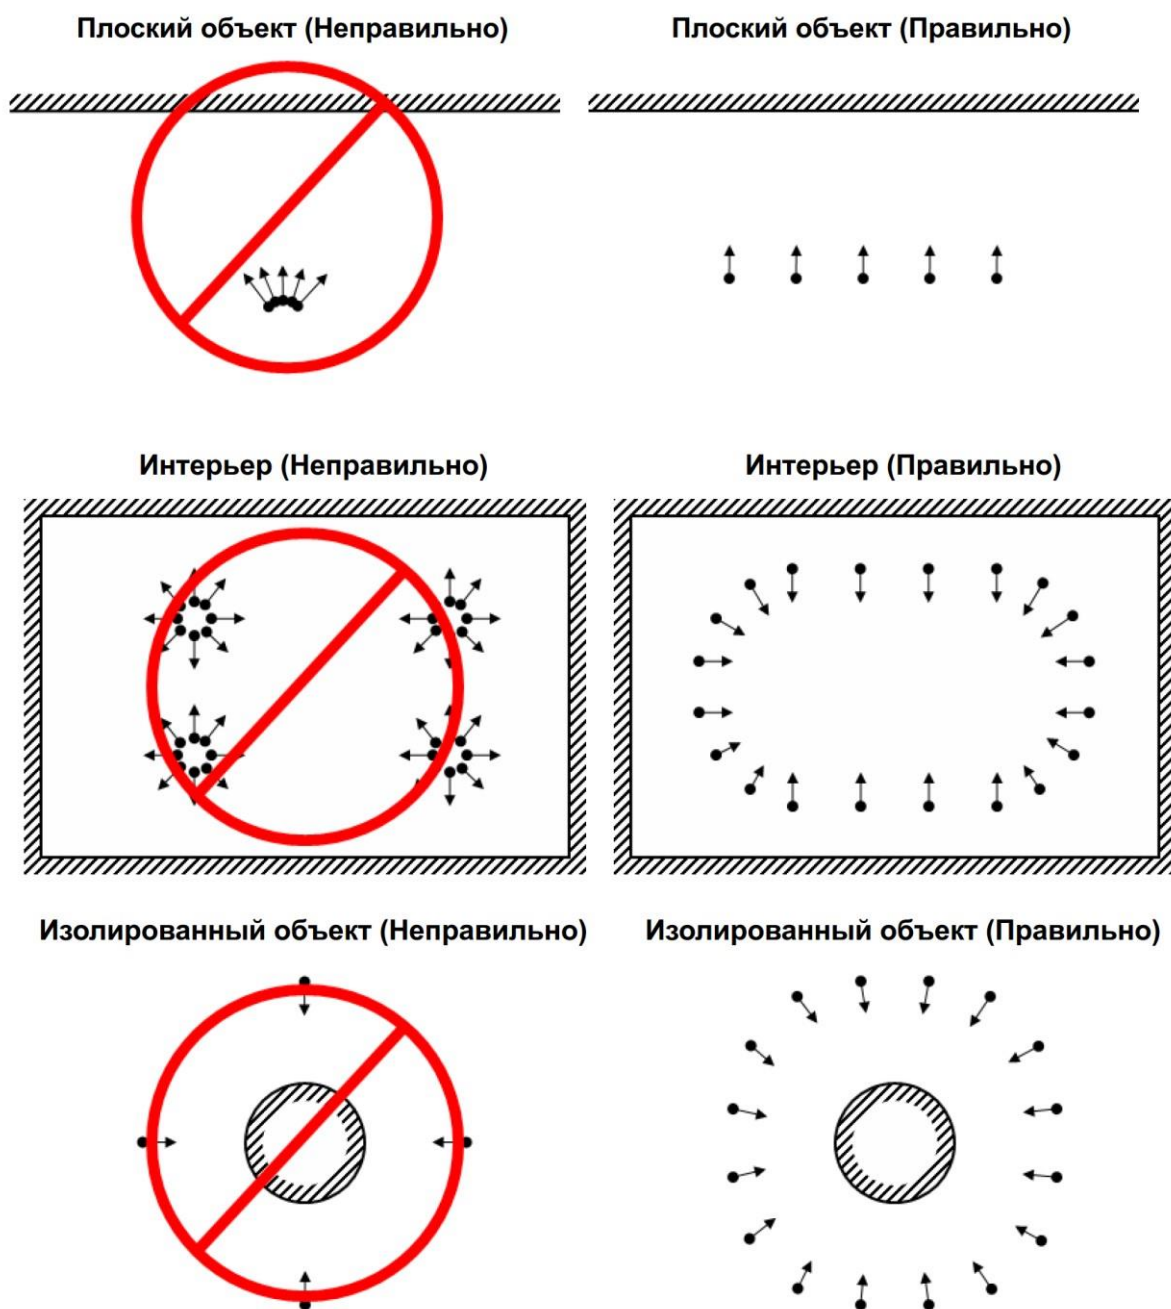 Плоский объект (Неправильно)
Плоский объект (Правильно)
Интерьер (Неправильно)
Интерьер (Правильно)
Изолированный объект (Неправильно)
Изолированный объект (Правильно)